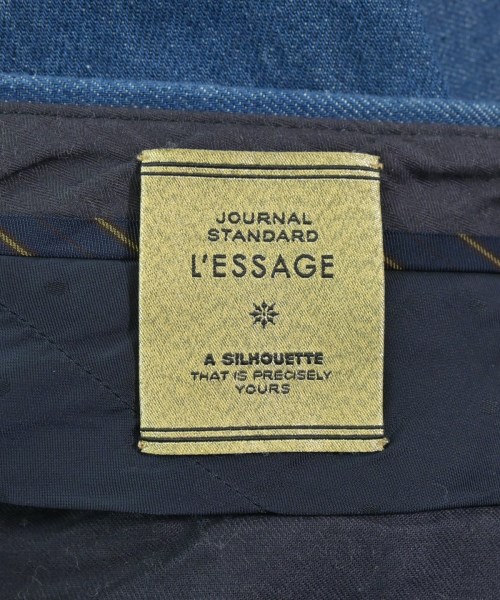 JOURNAL
STANDARD
L'ESSAGE
A SILHOUETTE
THAT IS PRECISELY
YOURS